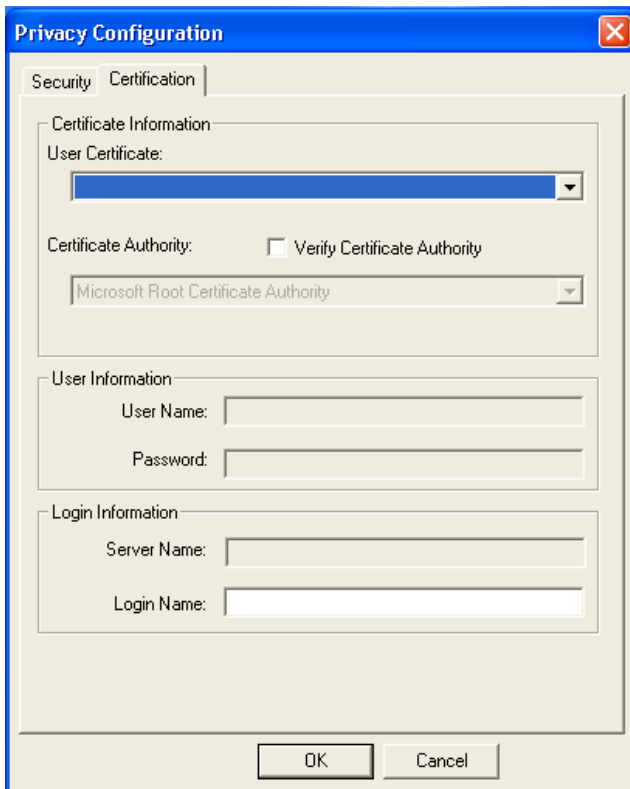 Privacy Configuration
Security Certification
Certificate Information
User Certificate:
Certificate Authority: Verify Certificate Authority
Microsoft Root Certificate Authority
User Information
User Name:
Password:
Login Information
Server Name:
Login Name:
OK Cancel